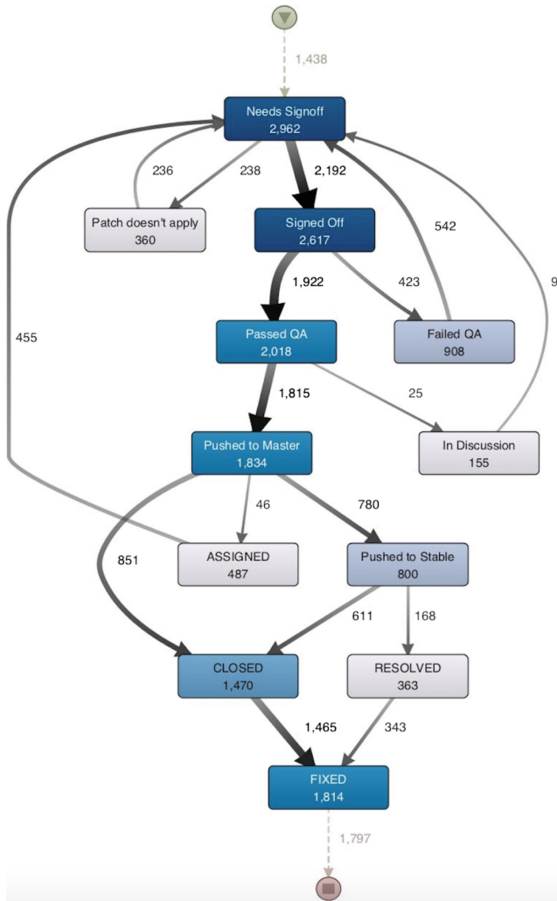 1,438
Needs Signoff
2,962
236
238
2,192
Patch doesn't apply
360
Signed Off
2,617
542
9
1,922
423
455
Passed QA
2,018
Failed QA
908
1,815
25
Pushed to Master
1,834
In Discussion
155
46
780
851
ASSIGNED
487
Pushed to Stable
800
611
168
CLOSED
1,470
RESOLVED
363
1,465
343
FIXED
1,814
1,797